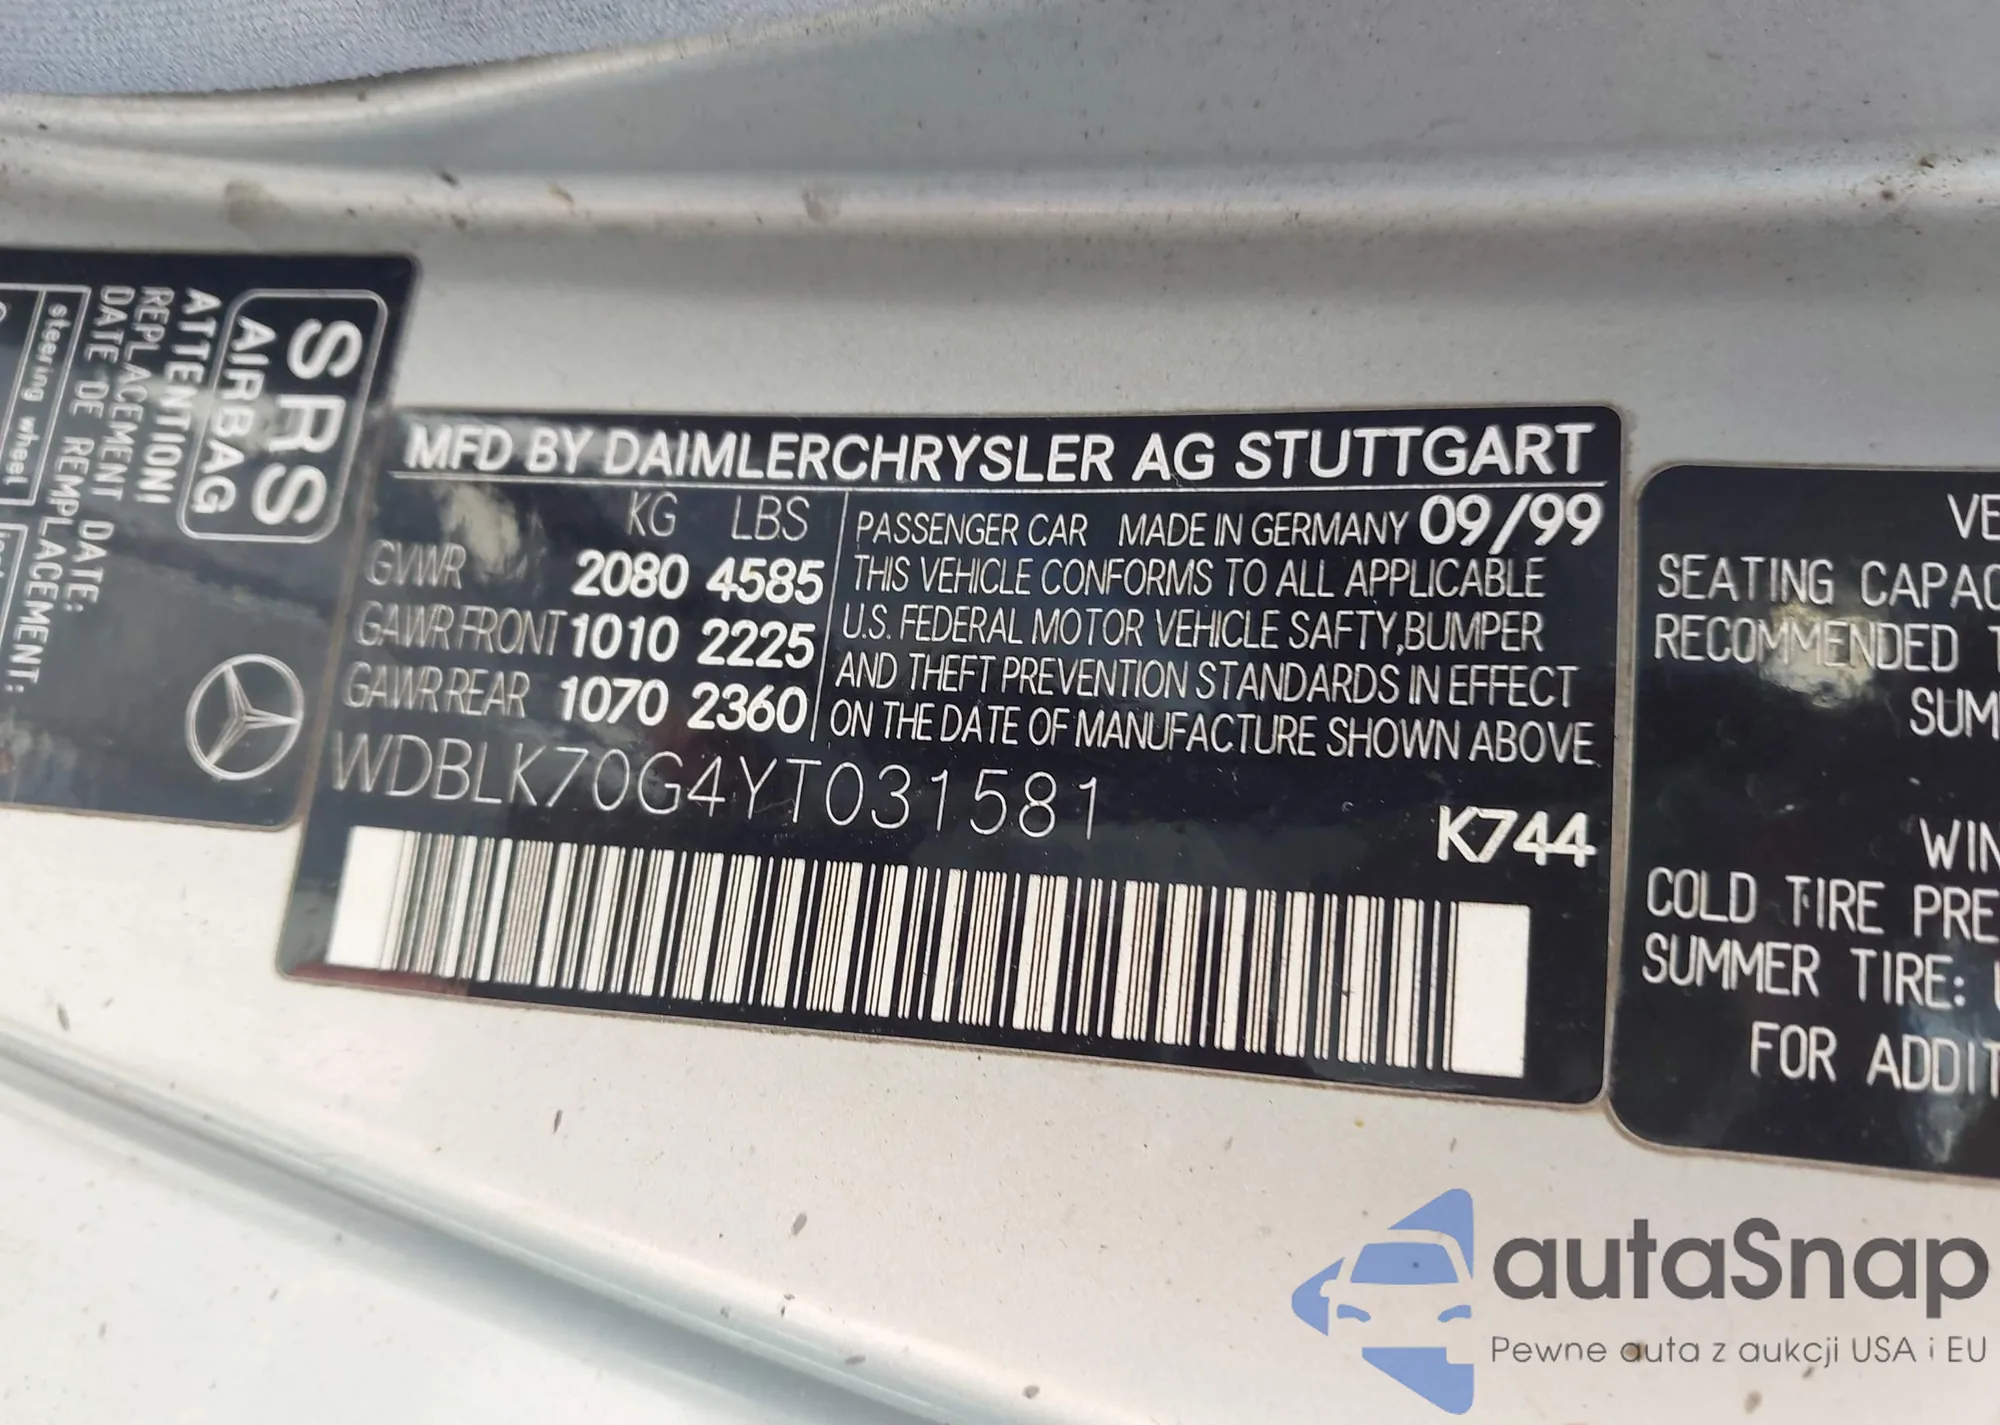 SRS
AIRBAG
ATTENTION!
REPLACEMENT DATE:
DATE DE REMPLACEMENT:
steering wheel
MFD BY DAIMLERCHRYSLER AG STUTTGART
KG LBS
GVWR 2080 4585
GAWR FRONT 1010 2225
GAWR REAR 1070 2360
PASSENGER CAR MADE IN GERMANY 09/99
THIS VEHICLE CONFORMS TO ALL APPLICABLE
U.S. FEDERAL MOTOR VEHICLE SAFTY,BUMPER
AND THEFT PREVENTION STANDARDS IN EFFECT
ON THE DATE OF MANUFACTURE SHOWN ABOVE
WDBLK70G4YT031581
K744
VE
SEATING CAPAC
RECOMMENDED T
SUM
WIN
COLD TIRE PRE
SUMMER TIRE:
FOR ADDIT
autaSnap
Pewne auta z aukcji USA i EU